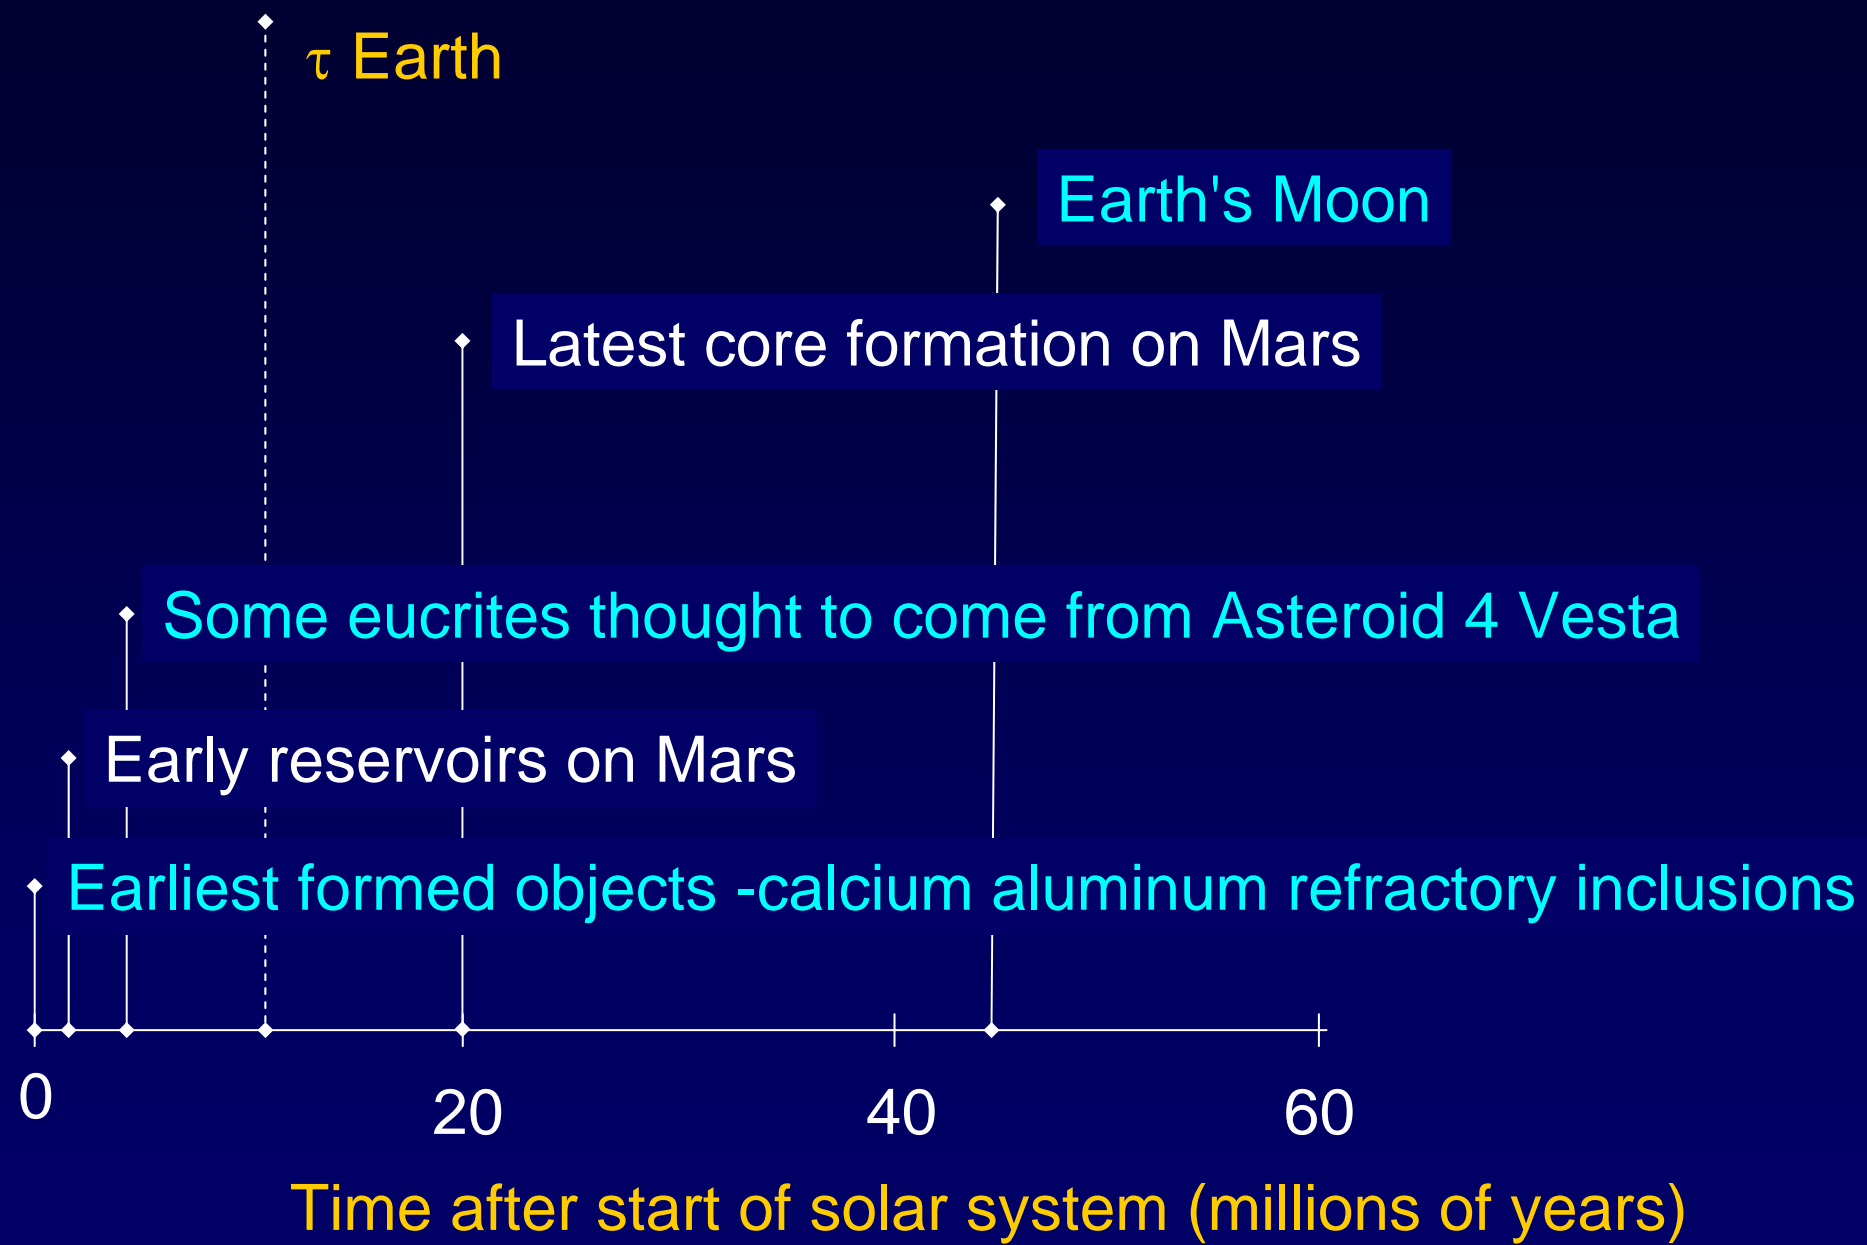 τ Earth
Earth's Moon
Latest core formation on Mars
Some eucrites thought to come from Asteroid 4 Vesta
Early reservoirs on Mars
Earliest formed objects -calcium aluminum refractory inclusions
0 20 40 60
Time after start of solar system (millions of years)